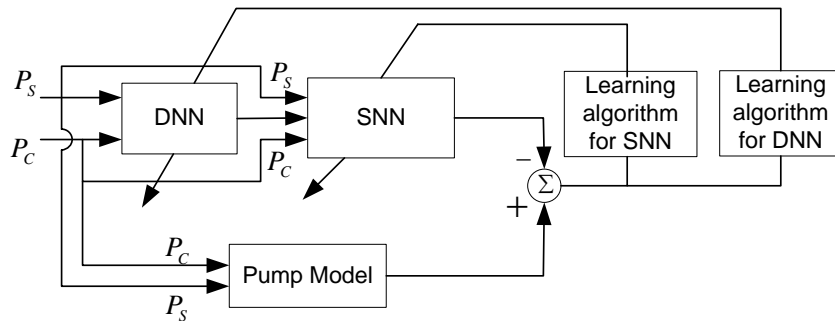 P_S
P_C
DNN
P_S
P_C
SNN
Learning
algorithm
for SNN
Learning
algorithm
for DNN
−
Σ
+
P_C
P_S
Pump Model